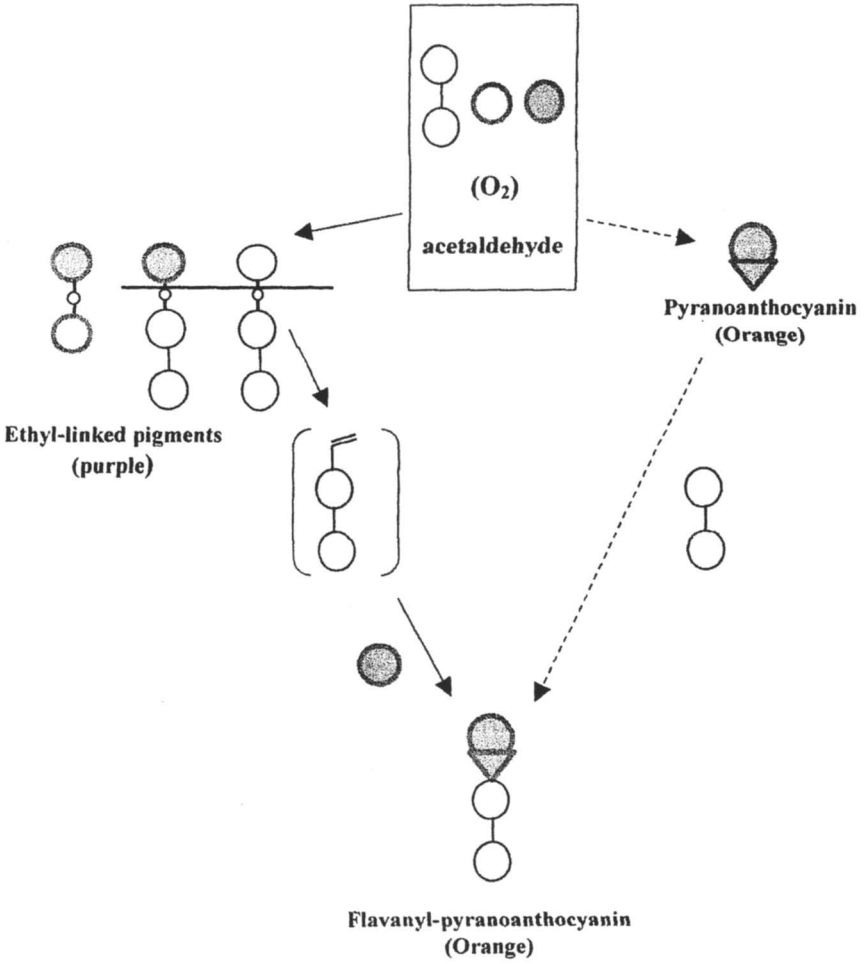 (O₂)
acetaldehyde
Pyranoanthocyanin
(Orange)
Ethyl-linked pigments
(purple)
Flavanyl-pyranoanthocyanin
(Orange)